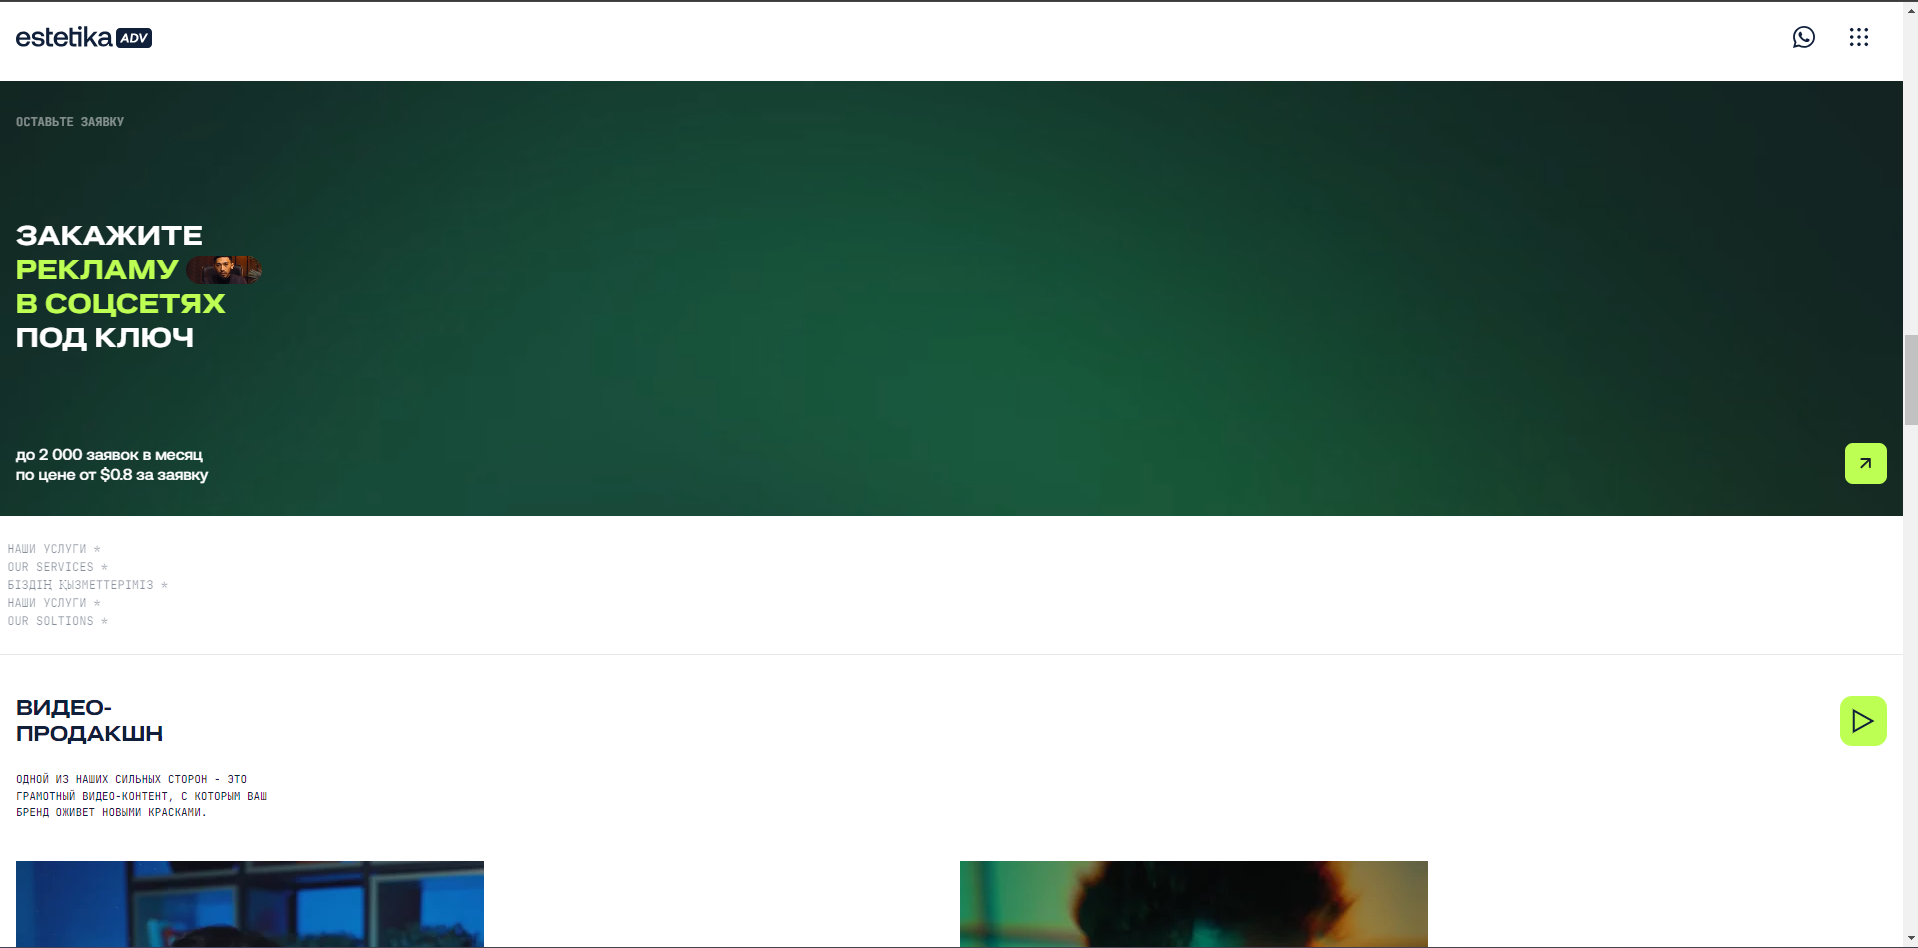 estetika ADV
ОСТАВЬТЕ ЗАЯВКУ
ЗАКАЖИТЕ
РЕКЛАМУ
В СОЦСЕТЯХ
ПОД КЛЮЧ
до 2 000 заявок в месяц
по цене от $0.8 за заявку
НАШИ УСЛУГИ *
OUR SERVICES *
БІЗДІҢ ҚЫЗМЕТТЕРІМІЗ *
НАШИ УСЛУГИ *
OUR SOLTIONS *
ВИДЕО-
ПРОДАКШН
ОДНОЙ ИЗ НАШИХ СИЛЬНЫХ СТОРОН - ЭТО
ГРАМОТНЫЙ ВИДЕО-КОНТЕНТ, С КОТОРЫМ ВАШ
БРЕНД ОЖИВЕТ НОВЫМИ КРАСКАМИ.